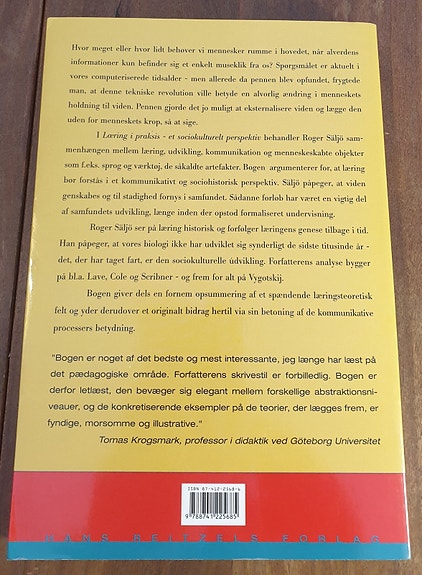 Hvor meget eller hvor lidt behøver vi mennesker rumme i hovedet, når alverdens
informationer kun befinder sig et enkelt museklik fra os? Spørgsmålet er aktuelt i
vores computeriserede tidsalder - men allerede da pennen blev opfundet, frygtede
man, at denne tekniske revolution ville betyde en alvorlig ændring i menneskets
holdning til viden. Pennen gjorde det jo muligt at eksternalisere viden og lægge den
uden for menneskets krop, så at sige.
I Læring i praksis - et sociokulturelt perspektiv behandler Roger Säljö sam-
menhængen mellem læring, udvikling, kommunikation og menneskeskabte objekter
som f.eks. sprog og værktøj, de såkaldte artefakter. Bogen argumenterer for, at læring
bør forstås i et kommunikativt og sociohistorisk perspektiv. Säljö påpeger, at viden
genskabes og til stadighed fornys i samfundet. Sådanne forløb har været en vigtig del
af samfundets udvikling, længe inden der opstod formaliseret undervisning.
Roger Säljö ser på læring historisk og forfølger læringens genese tilbage i tid.
Han påpeger, at vores biologi ikke har udviklet sig synderligt de sidste titusinde år -
det, der har taget fart, er den sociokulturelle udvikling. Forfatterens analyse bygger
på bl.a. Lave, Cole og Scribner - og frem for alt på Vygotskij.
Bogen giver dels en fornem opsummering af et spændende læringsteoretisk
felt og yder derudover et originalt bidrag hertil via sin betoning af de kommunikative
processers betydning.
"Bogen er noget af det bedste og mest interessante, jeg længe har læst på
det pædagogiske område. Forfatterens skrivestil er forbilledlig. Bogen er
derfor letlæst, den bevæger sig elegant mellem forskellige abstraktionsni-
veauer, og de konkretiserende eksempler på de teorier, der lægges frem, er
fyndige, morsomme og illustrative."
Tomas Krogsmark, professor i didaktik ved Göteborg Universitet
ISBN 87-412-2568-4
9 788741 225685
HANS REITZELS FORLAG